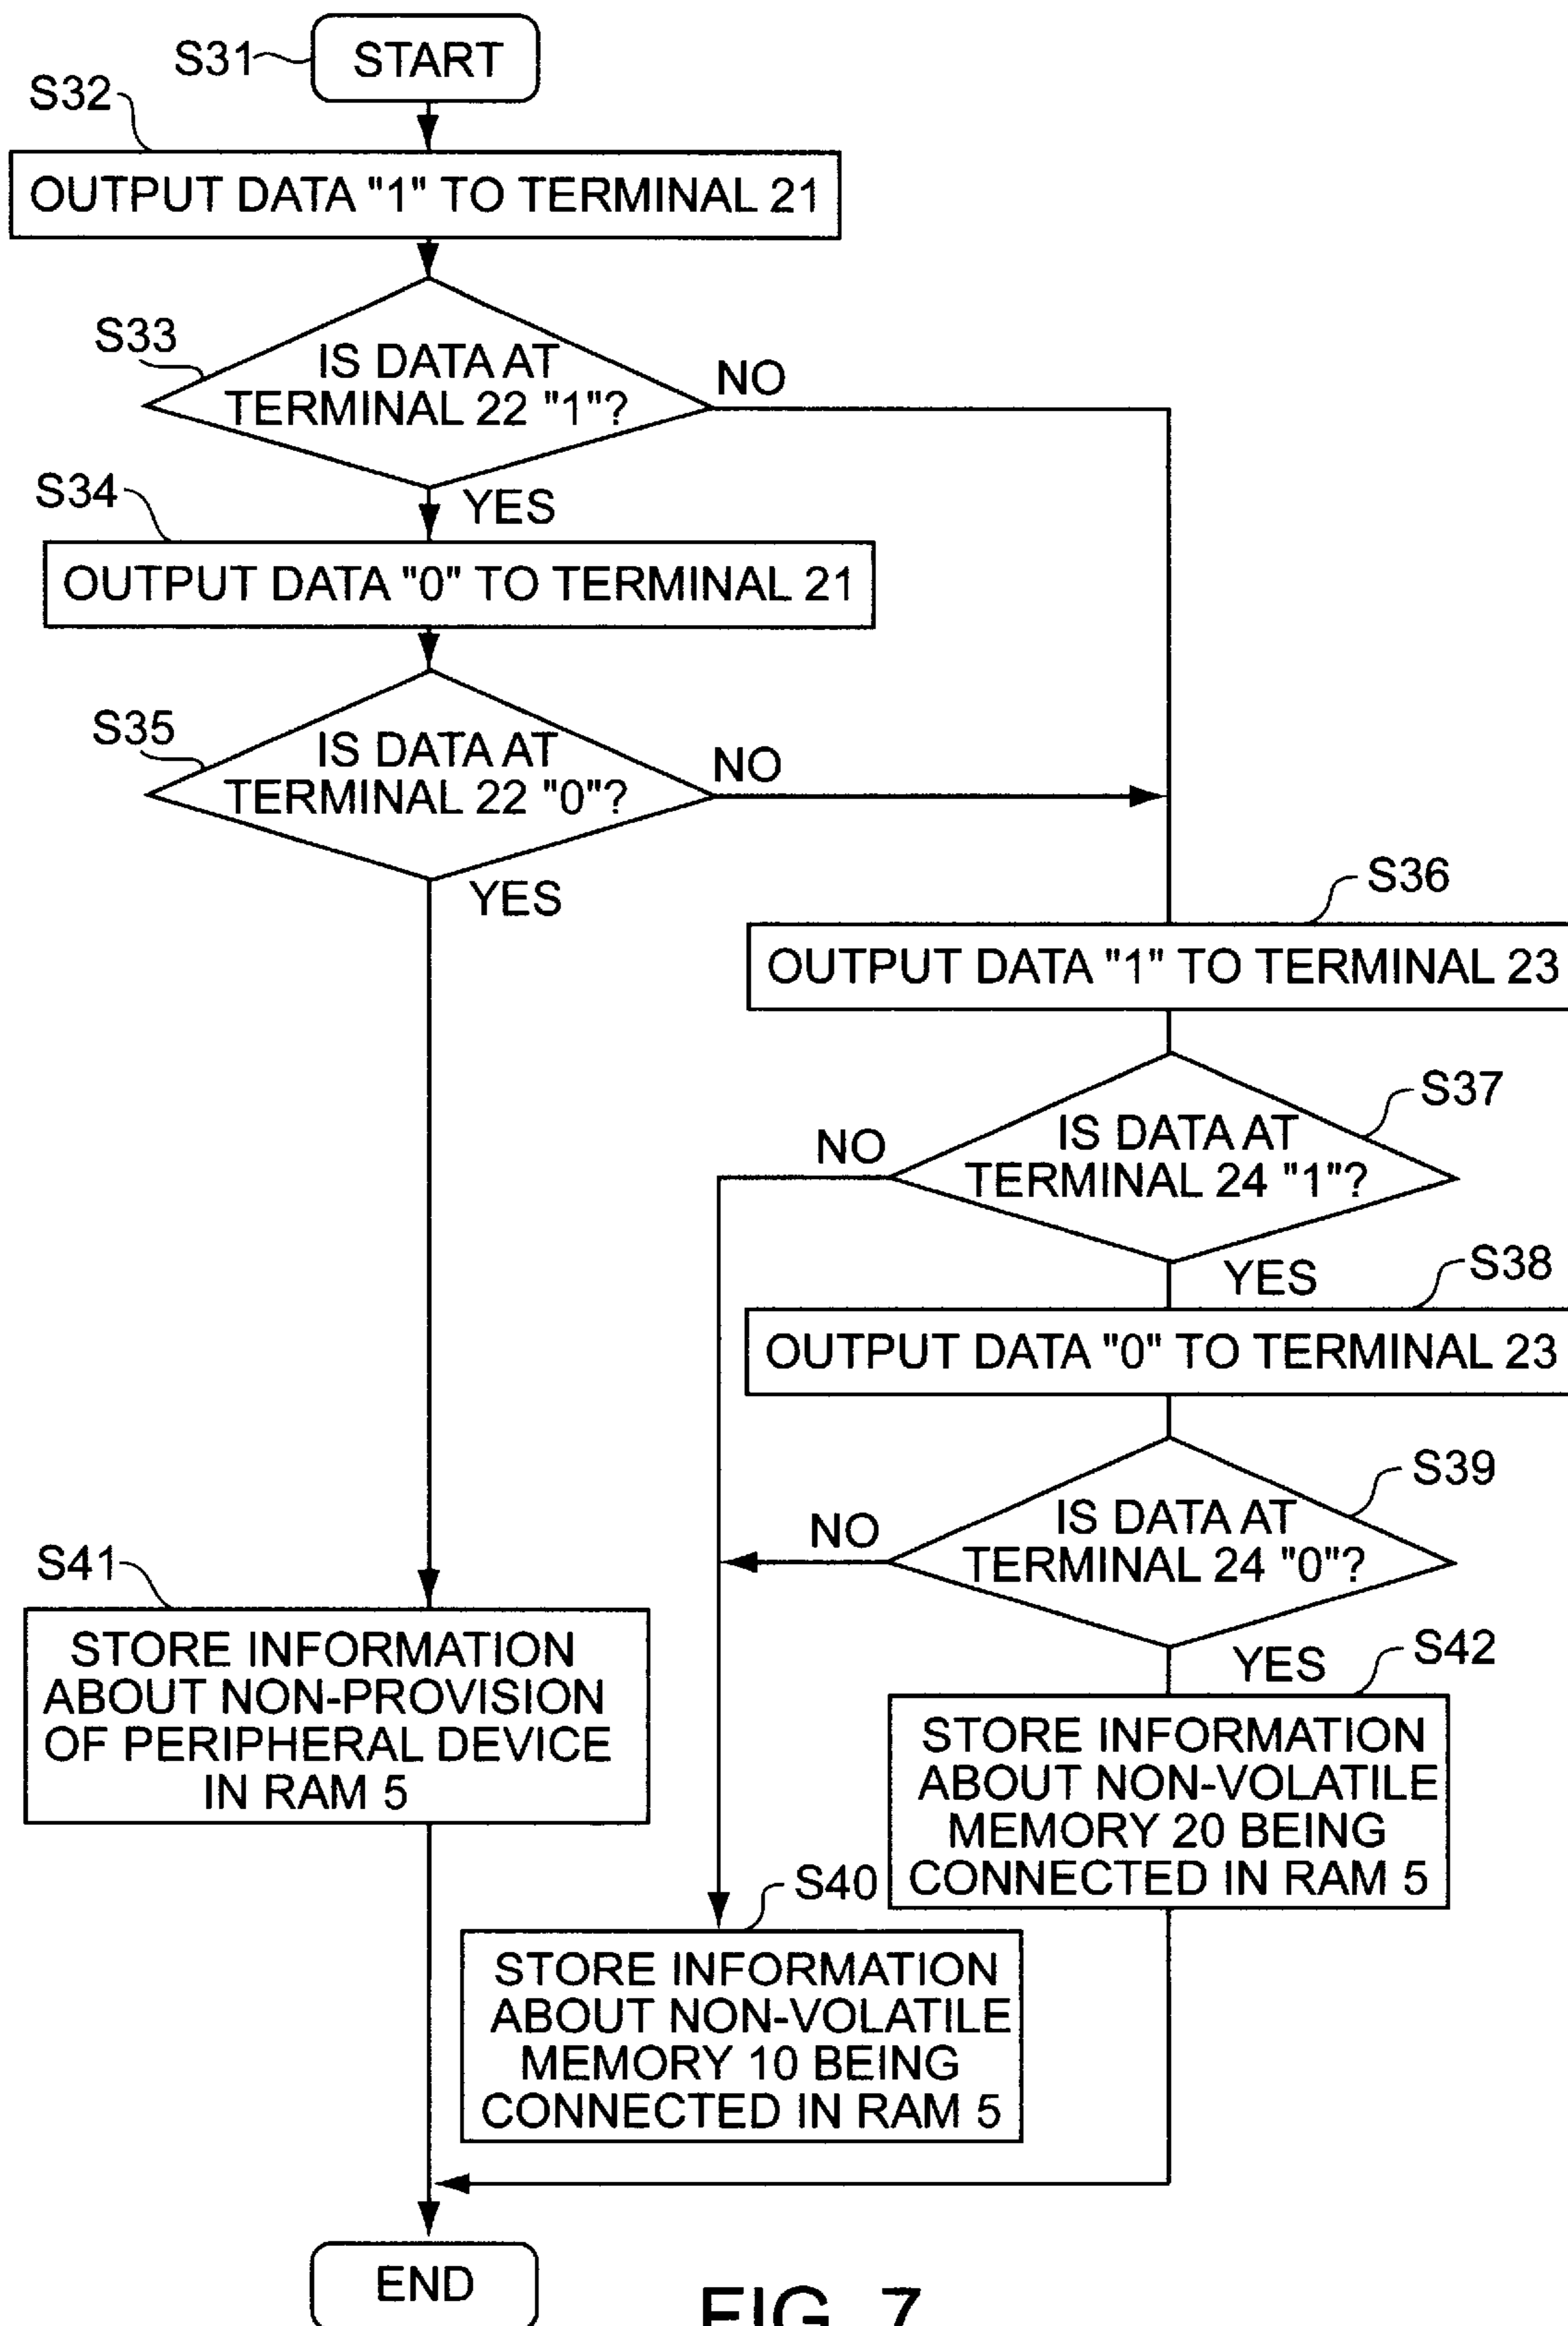 S31
START
S32
OUTPUT DATA "1" TO TERMINAL 21
S33
IS DATA AT
TERMINAL 22 "1"?
NO
YES
S34
OUTPUT DATA "0" TO TERMINAL 21
S35
IS DATA AT
TERMINAL 22 "0"?
NO
YES
S36
OUTPUT DATA "1" TO TERMINAL 23
S37
IS DATA AT
TERMINAL 24 "1"?
NO
YES
S38
OUTPUT DATA "0" TO TERMINAL 23
S39
IS DATA AT
TERMINAL 24 "0"?
NO
YES
S41
STORE INFORMATION
ABOUT NON-PROVISION
OF PERIPHERAL DEVICE
IN RAM 5
S42
STORE INFORMATION
ABOUT NON-VOLATILE
MEMORY 20 BEING
CONNECTED IN RAM 5
S40
STORE INFORMATION
ABOUT NON-VOLATILE
MEMORY 10 BEING
CONNECTED IN RAM 5
END
FIG. 7